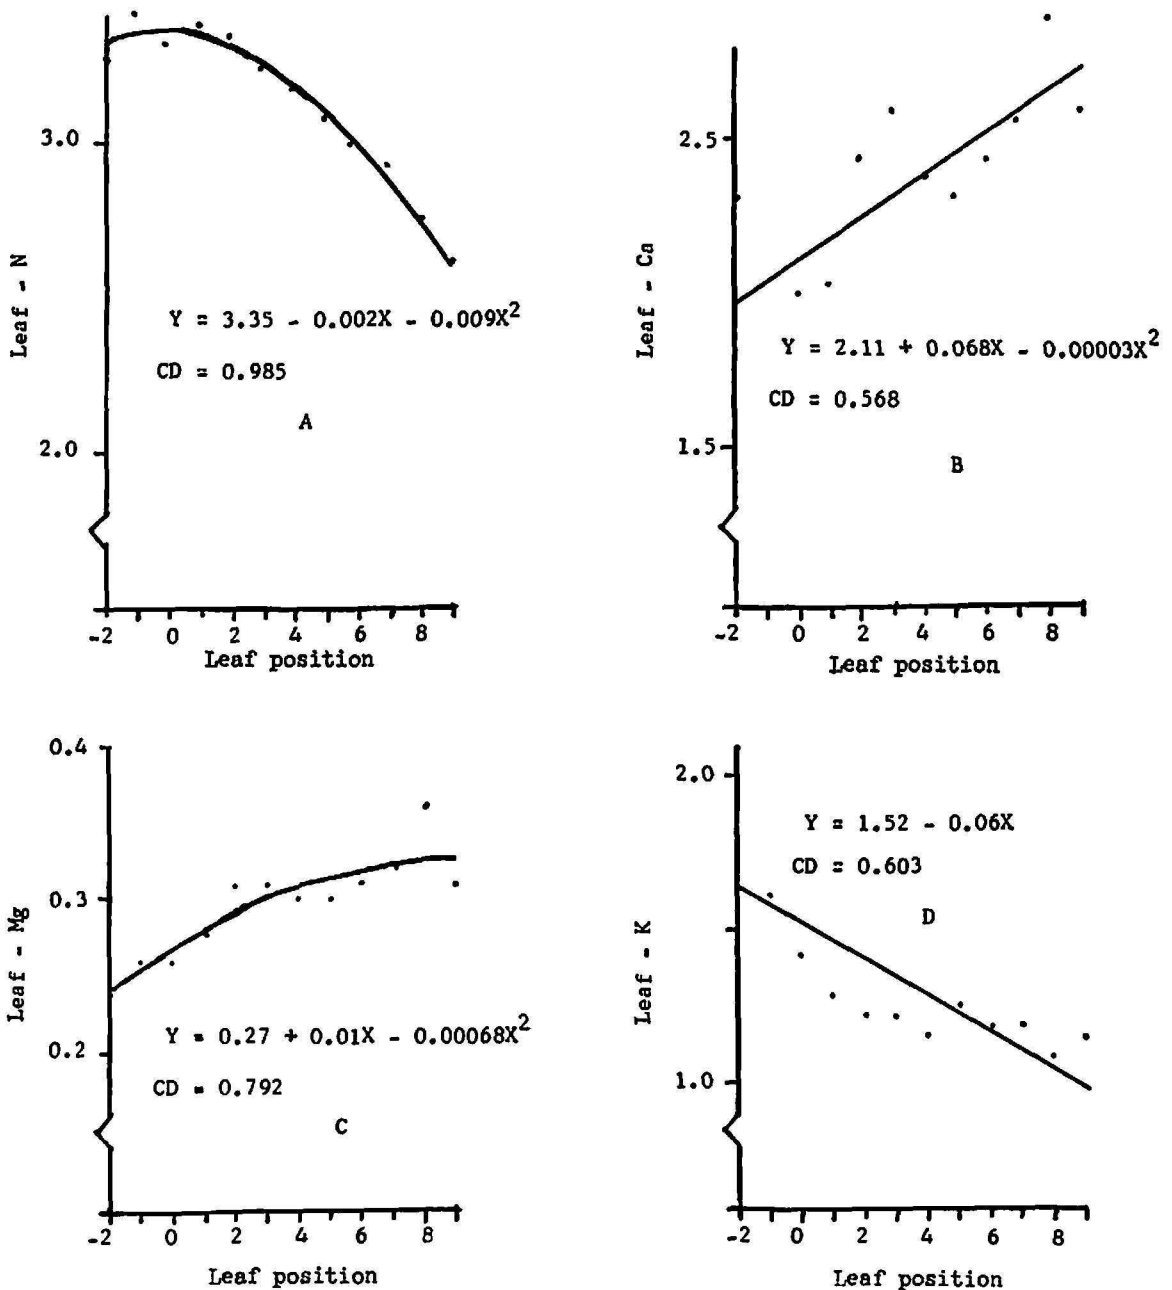 3.0
2.0
Leaf - N
Y = 3.35 - 0.002X - 0.009X²
CD = 0.985
A
-2 0 2 4 6 8
Leaf position
2.5
1.5
Leaf - Ca
Y = 2.11 + 0.068X - 0.00003X²
CD = 0.568
B
-2 0 2 4 6 8
Leaf position
0.4
0.3
0.2
Leaf - Mg
Y = 0.27 + 0.01X - 0.00068X²
CD = 0.792
C
-2 0 2 4 6 8
Leaf position
2.0
1.0
Leaf - K
Y = 1.52 - 0.06X
CD = 0.603
D
-2 0 2 4 6 8
Leaf position